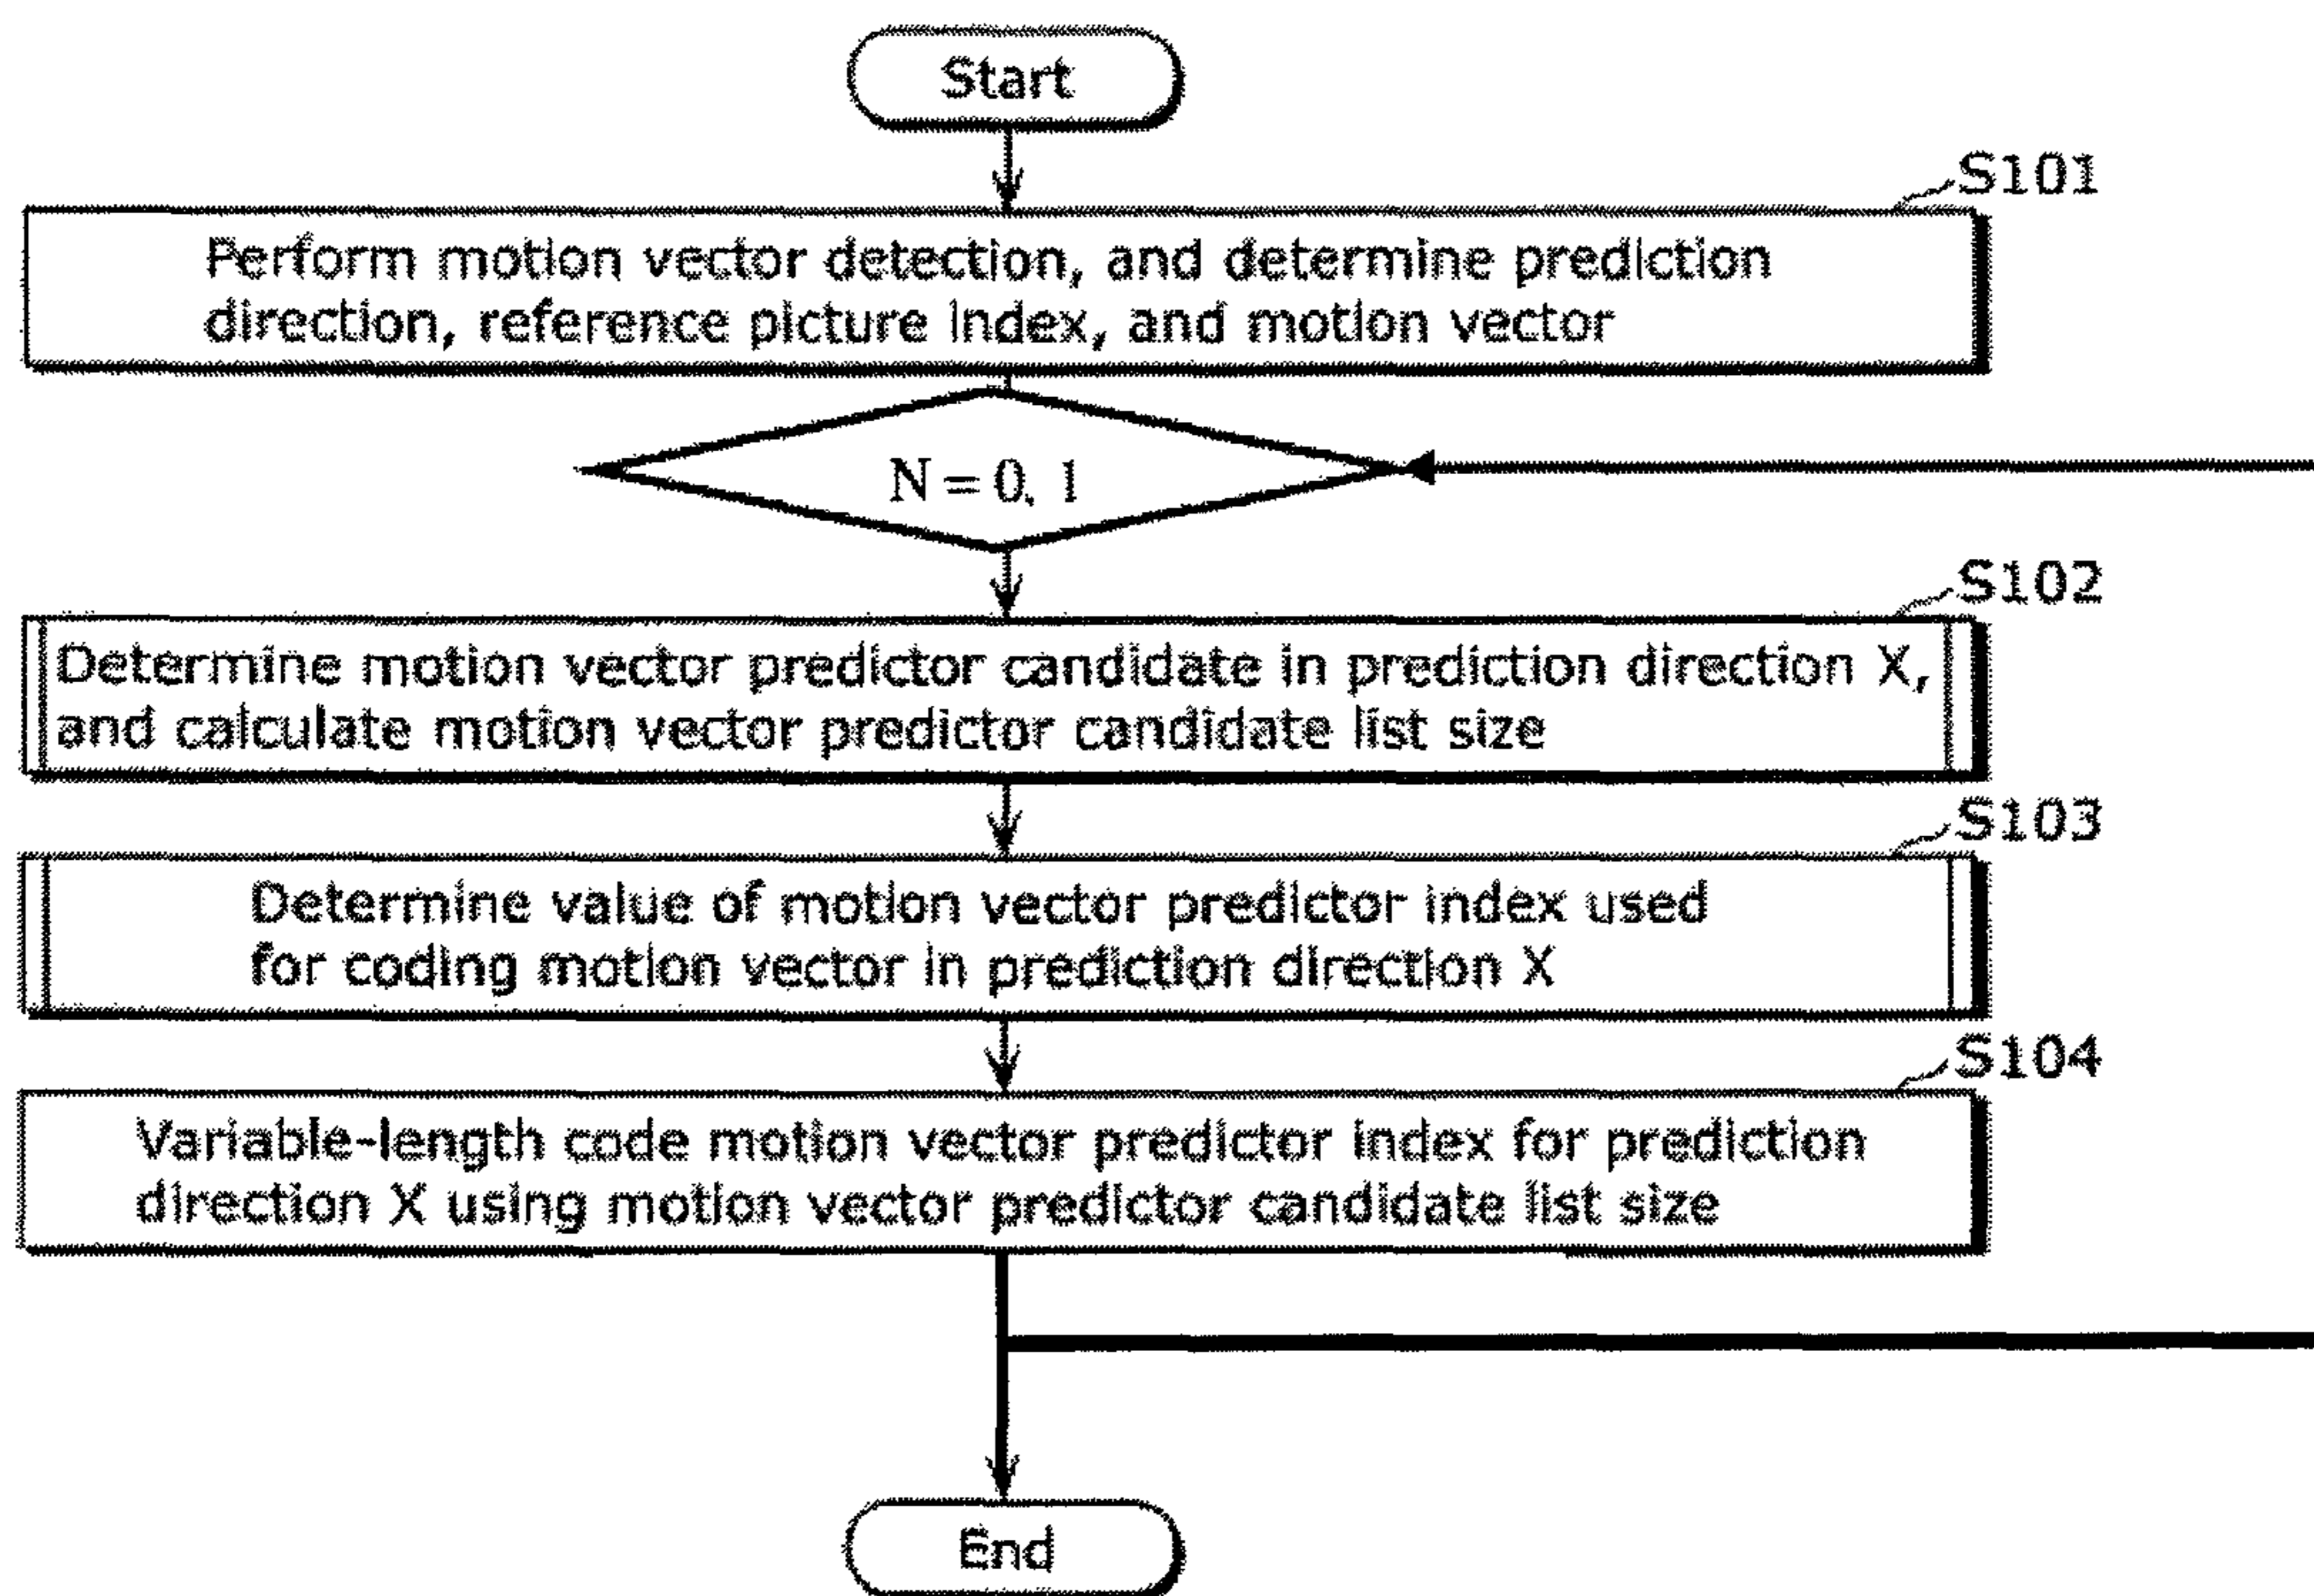 Start
S101
Perform motion vector detection, and determine prediction
direction, reference picture index, and motion vector
N = 0, 1
S102
Determine motion vector predictor candidate in prediction direction X,
and calculate motion vector predictor candidate list size
S103
Determine value of motion vector predictor index used
for coding motion vector in prediction direction X
S104
Variable-length code motion vector predictor index for prediction
direction X using motion vector predictor candidate list size
End